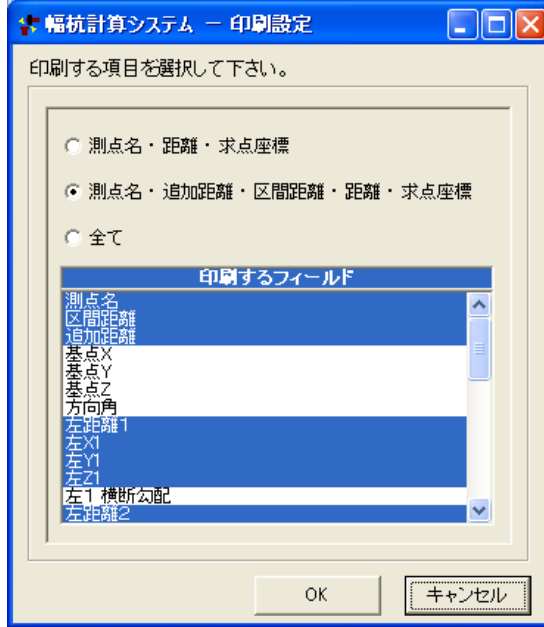 幅杭計算システム － 印刷設定
印刷する項目を選択して下さい。
測点名・距離・求点座標
測点名・追加距離・区間距離・距離・求点座標
全て
印刷するフィールド
測点名
区間距離
追加距離
基点X
基点Y
基点Z
方向角
左距離1
左X1
左Y1
左Z1
左1 横断勾配
左距離2
OK
キャンセル